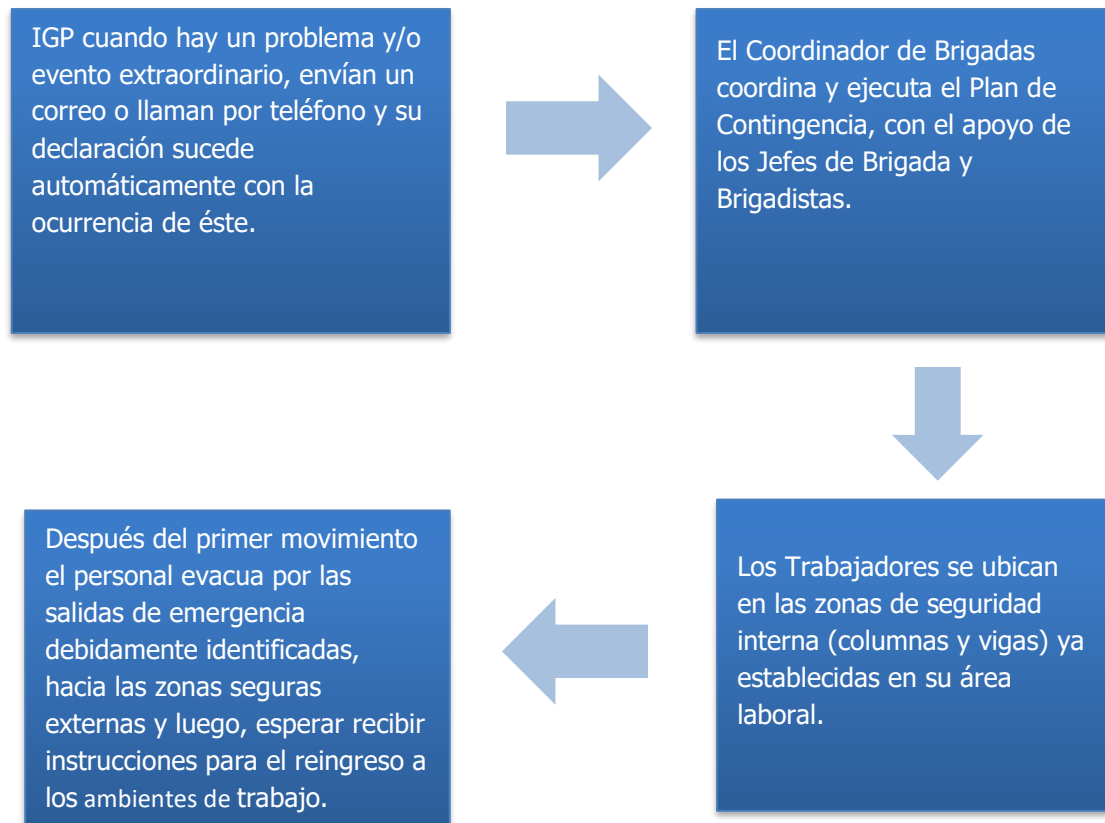 IGP cuando hay un problema y/o
evento extraordinario, envían un
correo o llaman por teléfono y su
declaración sucede
automáticamente con la
ocurrencia de éste.
El Coordinador de Brigadas
coordina y ejecuta el Plan de
Contingencia, con el apoyo de
los Jefes de Brigada y
Brigadistas.
Los Trabajadores se ubican
en las zonas de seguridad
interna (columnas y vigas) ya
establecidas en su área
laboral.
Después del primer movimiento
el personal evacua por las
salidas de emergencia
debidamente identificadas,
hacia las zonas seguras
externas y luego, esperar recibir
instrucciones para el reingreso a
los ambientes de trabajo.